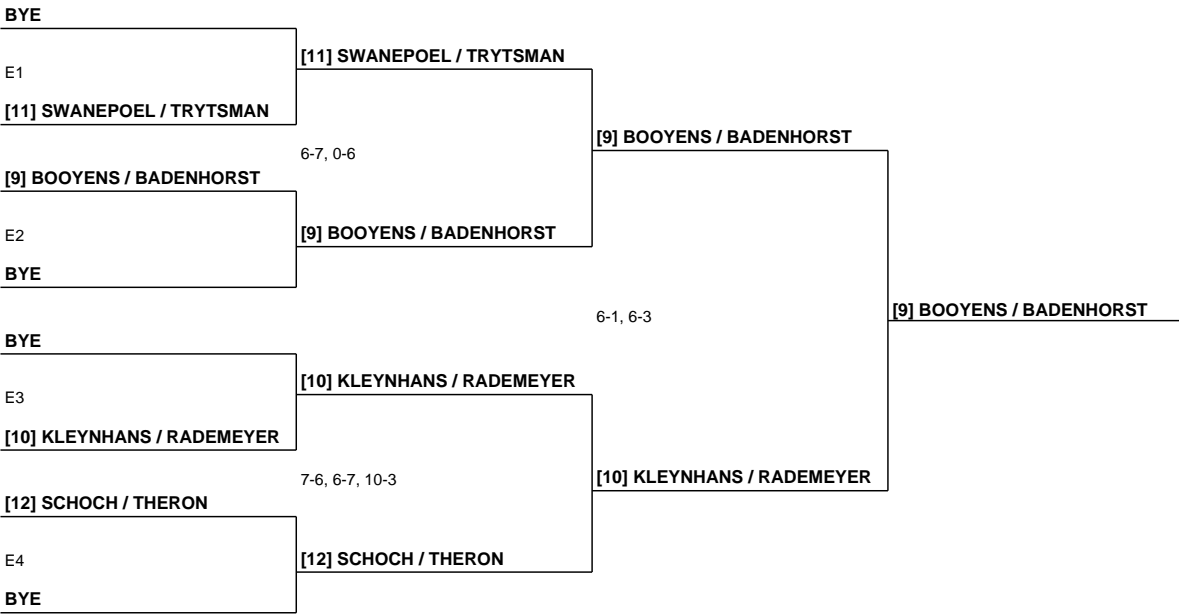 BYE
[11] SWANEPOEL / TRYTSMAN
E1
[11] SWANEPOEL / TRYTSMAN
[9] BOOYENS / BADENHORST
6-7, 0-6
[9] BOOYENS / BADENHORST
E2
[9] BOOYENS / BADENHORST
BYE
[9] BOOYENS / BADENHORST
6-1, 6-3
BYE
[10] KLEYNHANS / RADEMEYER
E3
[10] KLEYNHANS / RADEMEYER
7-6, 6-7, 10-3
[10] KLEYNHANS / RADEMEYER
[12] SCHOCH / THERON
E4
[12] SCHOCH / THERON
BYE